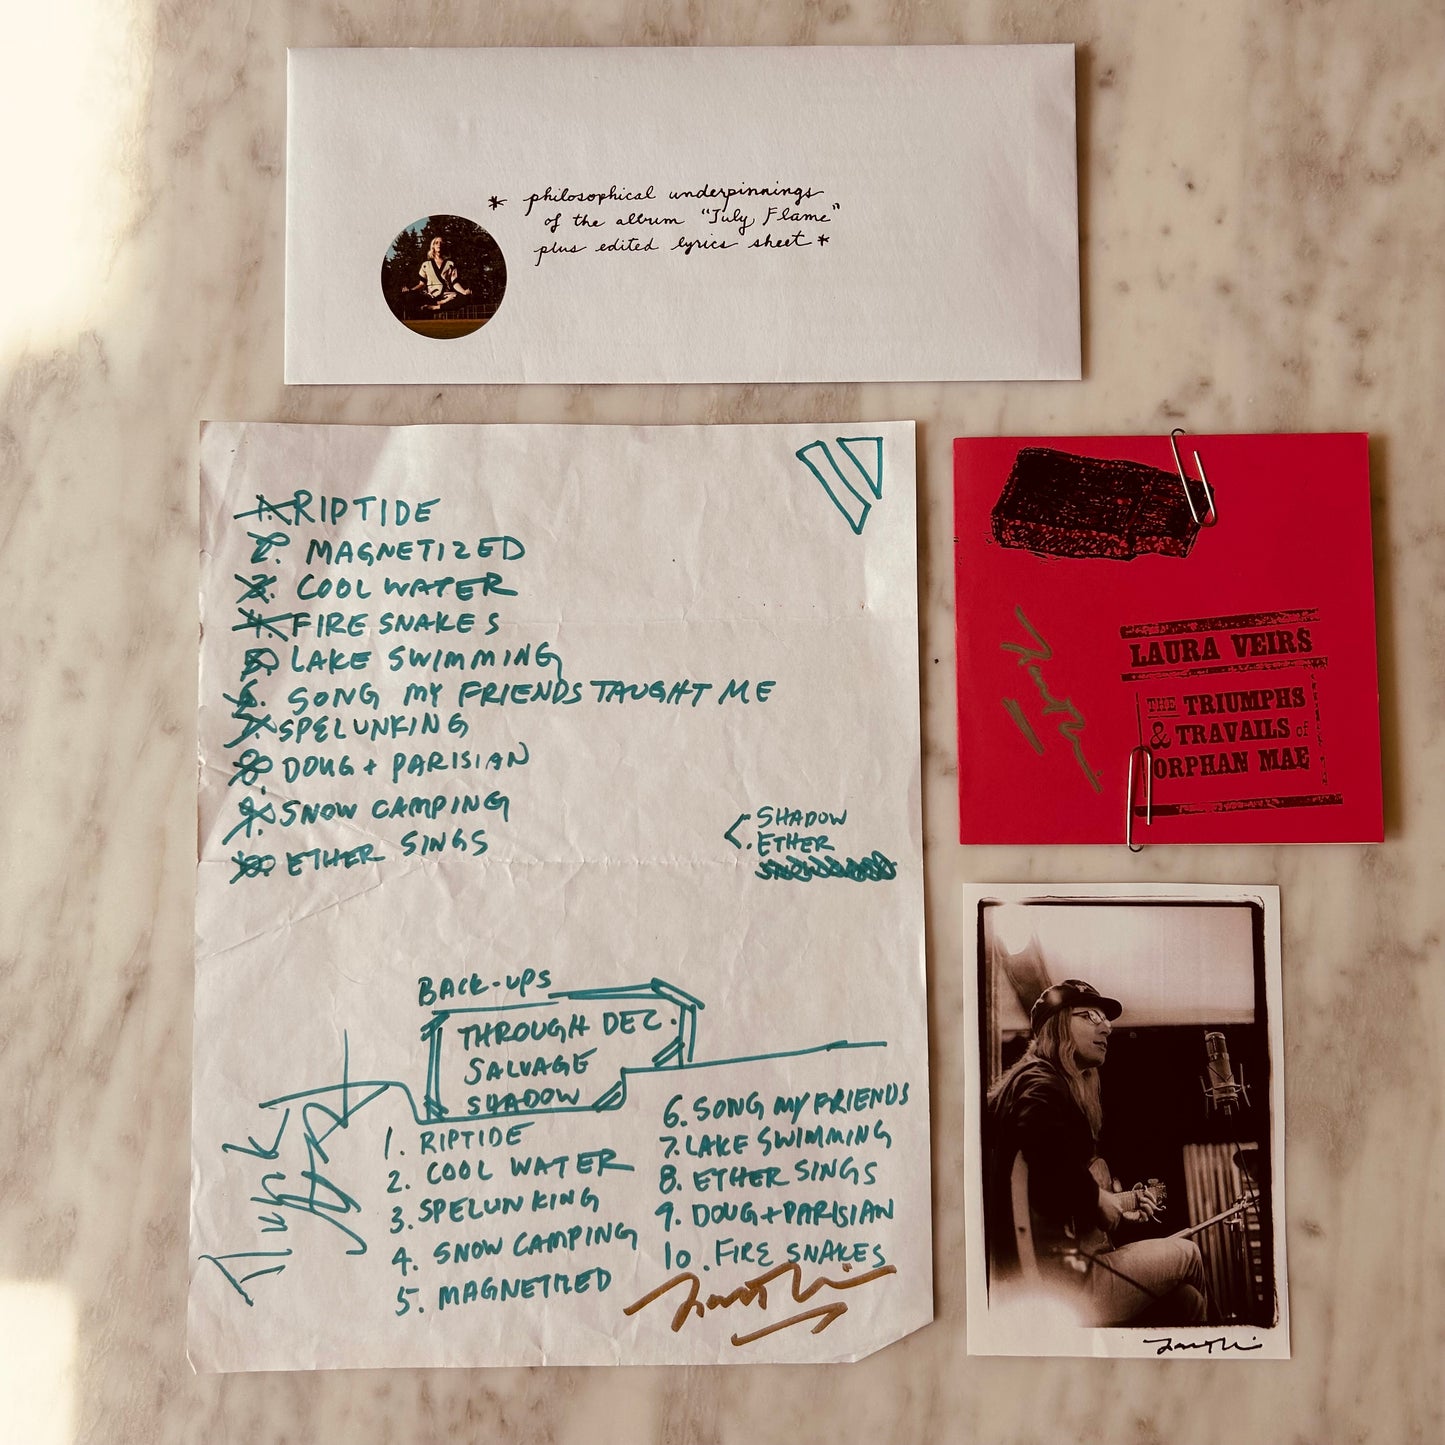 * philosophical underpinnings
of the album "July Flame"
plus edited lyrics sheet *
1. RIPTIDE
2. MAGNETIZED
3. COOL WATER
4. FIRE SNAKES
5. LAKE SWIMMING
6. SONG MY FRIENDS TAUGHT ME
7. SPELUNKING
8. DOUG + PARISIAN
9. SNOW CAMPING
10. ETHER SINGS
SHADOW
ETHER
BACK-UPS
THROUGH DEC.
SALVAGE
SHADOW
1. RIPTIDE
2. COOL WATER
3. SPELUNKING
4. SNOW CAMPING
5. MAGNETIZED
6. SONG MY FRIENDS
7. LAKE SWIMMING
8. ETHER SINGS
9. DOUG + PARISIAN
10. FIRE SNAKES
LAURA VEIRS
THE TRIUMPHS
& TRAVAILS of
ORPHAN MAE